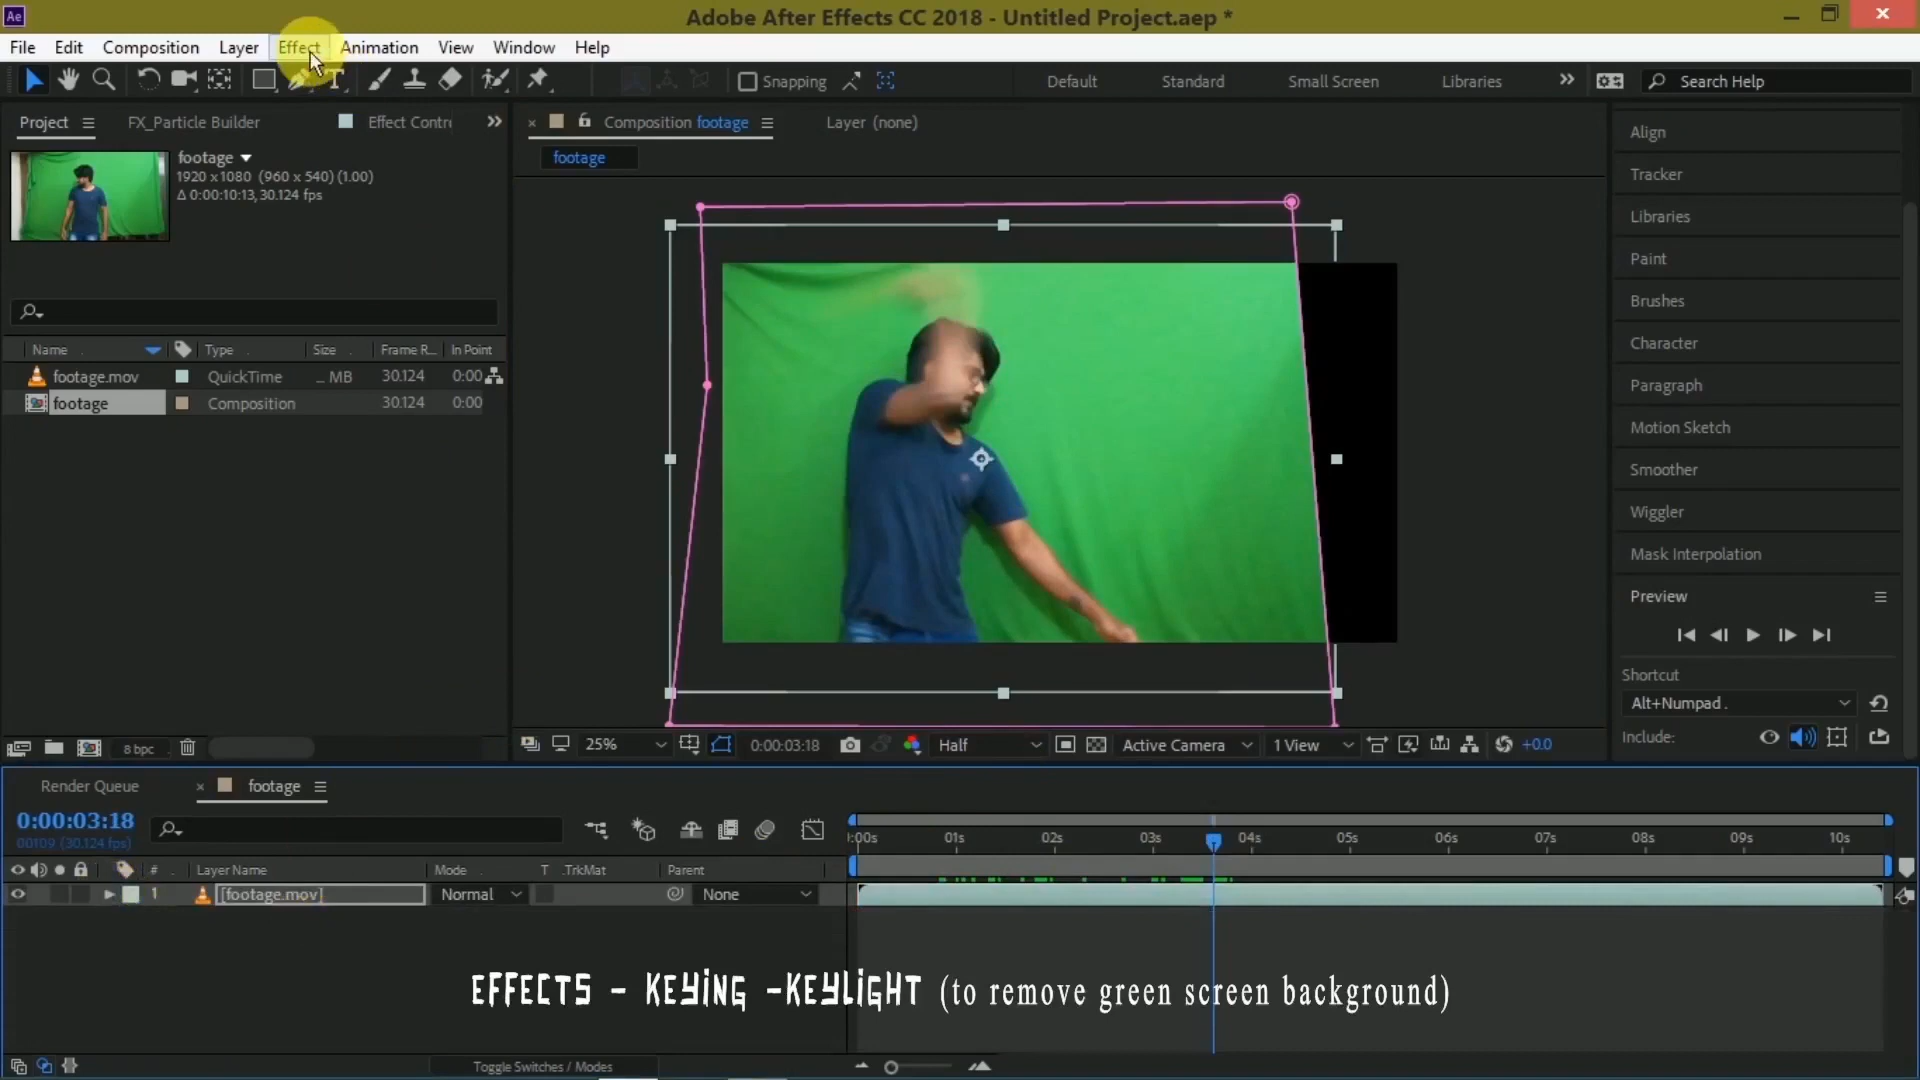 Ae
Adobe After Effects CC 2018 - Untitled Project.aep *
File Edit Composition Layer Effect Animation View Window Help
T Snapping Default Standard Small Screen Libraries Search Help
Project FX_Particle Builder Effect Contr
footage
1920 x1080 (960 x 540) (1.00)
Δ 0:00:10:13, 30.124 fps
Name Type Size Frame R... In Point
footage.mov QuickTime ... MB 30.124 0:00
footage Composition 30.124 0:00
8 bpc
Composition footage Layer (none)
footage
25% 0:00:03:18 Half Active Camera 1 View +0.0
Align
Tracker
Libraries
Paint
Brushes
Character
Paragraph
Motion Sketch
Smoother
Wiggler
Mask Interpolation
Preview
Shortcut
Alt+Numpad .
Include:
Render Queue footage
0:00:03:18
00109 (30.124 fps)
# Layer Name Mode T .TrkMat Parent
1 [footage.mov] Normal None
):00s 01s 02s 03s 04s 05s 06s 07s 08s 09s 10s
EFFECTS - KEYING -KEYLIGHT (to remove green screen background)
Toggle Switches / Modes